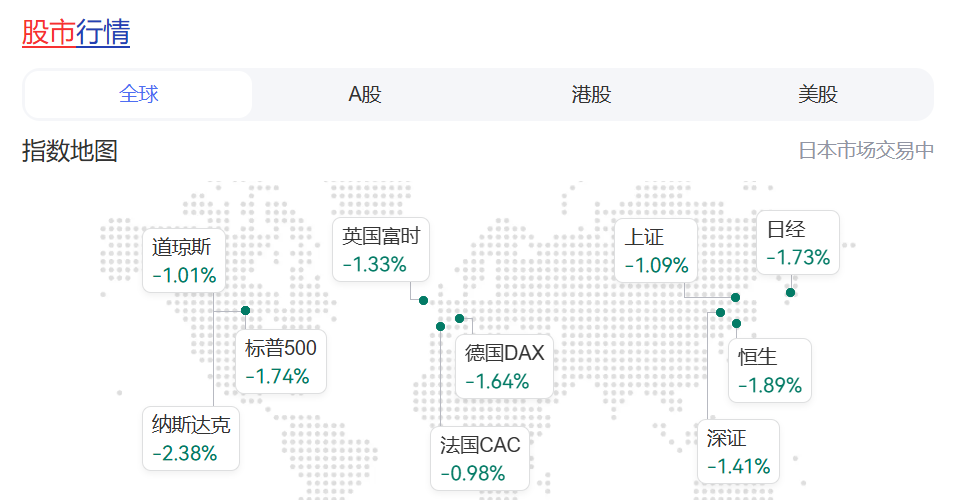 股市行情
全球 A股 港股 美股
指数地图 日本市场交易中
道琼斯
-1.01%
英国富时
-1.33%
上证
-1.09%
日经
-1.73%
标普500
-1.74%
德国DAX
-1.64%
恒生
-1.89%
纳斯达克
-2.38%
法国CAC
-0.98%
深证
-1.41%